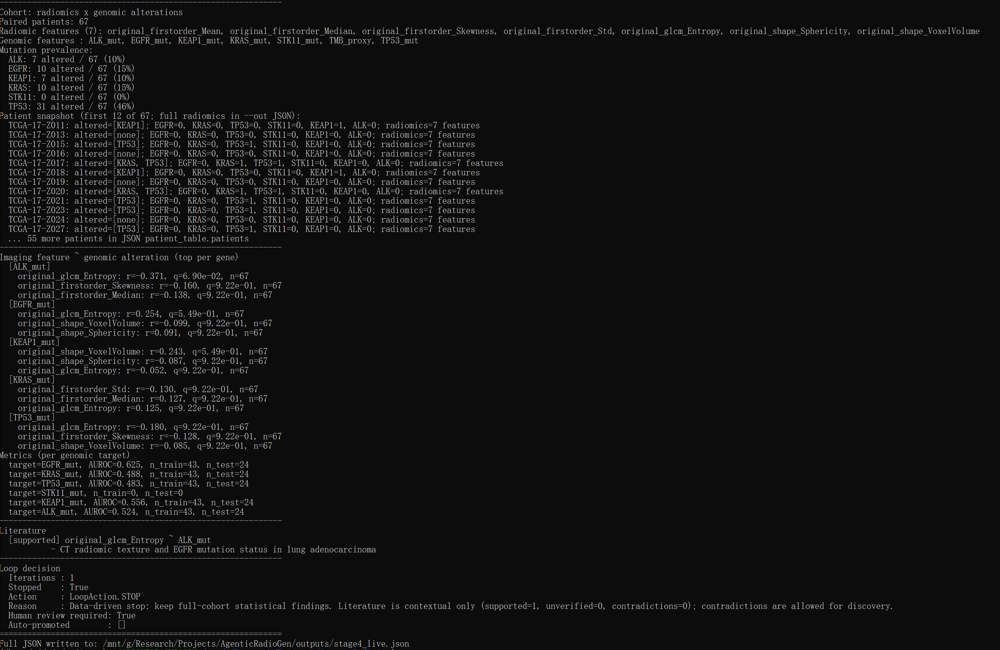 ------------------------------------------------------------
Cohort: radiomics x genomic alterations
Paired patients: 67
Radiomic features (7): original_firstorder_Mean, original_firstorder_Median, original_firstorder_Skewness, original_firstorder_Std, original_glcm_Entropy, original_shape_Sphericity, original_shape_VoxelVolume
Genomic features : ALK_mut, EGFR_mut, KEAP1_mut, KRAS_mut, STK11_mut, TMB_proxy, TP53_mut
Mutation prevalence:
  ALK: 7 altered / 67 (10%)
  EGFR: 10 altered / 67 (15%)
  KEAP1: 7 altered / 67 (10%)
  KRAS: 10 altered / 67 (15%)
  STK11: 0 altered / 67 (0%)
  TP53: 31 altered / 67 (46%)
Patient snapshot (first 12 of 67; full radiomics in --out JSON):
  TCGA-17-Z011: altered=[KEAP1]; EGFR=0, KRAS=0, TP53=0, STK11=0, KEAP1=1, ALK=0; radiomics=7 features
  TCGA-17-Z013: altered=[none]; EGFR=0, KRAS=0, TP53=0, STK11=0, KEAP1=0, ALK=0; radiomics=7 features
  TCGA-17-Z015: altered=[TP53]; EGFR=0, KRAS=0, TP53=1, STK11=0, KEAP1=0, ALK=0; radiomics=7 features
  TCGA-17-Z016: altered=[none]; EGFR=0, KRAS=0, TP53=0, STK11=0, KEAP1=0, ALK=0; radiomics=7 features
  TCGA-17-Z017: altered=[KRAS, TP53]; EGFR=0, KRAS=1, TP53=1, STK11=0, KEAP1=0, ALK=0; radiomics=7 features
  TCGA-17-Z018: altered=[KEAP1]; EGFR=0, KRAS=0, TP53=0, STK11=0, KEAP1=1, ALK=0; radiomics=7 features
  TCGA-17-Z019: altered=[none]; EGFR=0, KRAS=0, TP53=0, STK11=0, KEAP1=0, ALK=0; radiomics=7 features
  TCGA-17-Z020: altered=[KRAS, TP53]; EGFR=0, KRAS=1, TP53=1, STK11=0, KEAP1=0, ALK=0; radiomics=7 features
  TCGA-17-Z021: altered=[TP53]; EGFR=0, KRAS=0, TP53=1, STK11=0, KEAP1=0, ALK=0; radiomics=7 features
  TCGA-17-Z023: altered=[TP53]; EGFR=0, KRAS=0, TP53=1, STK11=0, KEAP1=0, ALK=0; radiomics=7 features
  TCGA-17-Z024: altered=[none]; EGFR=0, KRAS=0, TP53=0, STK11=0, KEAP1=0, ALK=0; radiomics=7 features
  TCGA-17-Z027: altered=[TP53]; EGFR=0, KRAS=0, TP53=1, STK11=0, KEAP1=0, ALK=0; radiomics=7 features
  ... 55 more patients in JSON patient_table.patients
------------------------------------------------------------
Imaging feature ~ genomic alteration (top per gene)
  [ALK_mut]
    original_glcm_Entropy: r=-0.371, q=6.90e-02, n=67
    original_firstorder_Skewness: r=-0.160, q=9.22e-01, n=67
    original_firstorder_Median: r=-0.138, q=9.22e-01, n=67
  [EGFR_mut]
    original_glcm_Entropy: r=0.254, q=5.49e-01, n=67
    original_shape_VoxelVolume: r=-0.099, q=9.22e-01, n=67
    original_shape_Sphericity: r=0.091, q=9.22e-01, n=67
  [KEAP1_mut]
    original_shape_VoxelVolume: r=0.243, q=5.49e-01, n=67
    original_shape_Sphericity: r=-0.087, q=9.22e-01, n=67
    original_glcm_Entropy: r=-0.052, q=9.22e-01, n=67
  [KRAS_mut]
    original_firstorder_Std: r=-0.130, q=9.22e-01, n=67
    original_firstorder_Median: r=0.127, q=9.22e-01, n=67
    original_glcm_Entropy: r=0.125, q=9.22e-01, n=67
  [TP53_mut]
    original_glcm_Entropy: r=-0.180, q=9.22e-01, n=67
    original_firstorder_Skewness: r=-0.128, q=9.22e-01, n=67
    original_shape_VoxelVolume: r=-0.085, q=9.22e-01, n=67
Metrics (per genomic target)
  target=EGFR_mut, AUROC=0.625, n_train=43, n_test=24
  target=KRAS_mut, AUROC=0.488, n_train=43, n_test=24
  target=TP53_mut, AUROC=0.483, n_train=43, n_test=24
  target=STK11_mut, n_train=0, n_test=0
  target=KEAP1_mut, AUROC=0.556, n_train=43, n_test=24
  target=ALK_mut, AUROC=0.524, n_train=43, n_test=24
------------------------------------------------------------
Literature
  [supported] original_glcm_Entropy ~ ALK_mut
           - CT radiomic texture and EGFR mutation status in lung adenocarcinoma
------------------------------------------------------------
Loop decision
  Iterations : 1
  Stopped    : True
  Action     : LoopAction.STOP
  Reason     : Data-driven stop: keep full-cohort statistical findings. Literature is contextual only (supported=1, unverified=0, contradictions=0); contradictions are allowed for discovery.
  Human review required: True
  Auto-promoted        : []
============================================================
Full JSON written to: /mnt/g/Research/Projects/AgenticRadioGen/outputs/stage4_live.json